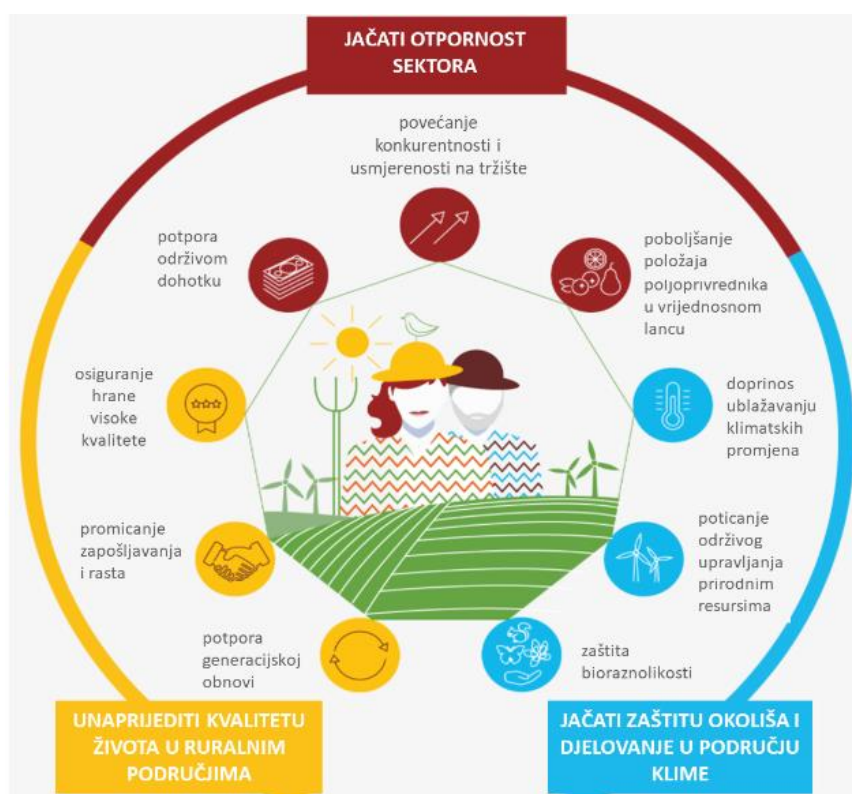 JAČATI OTPORNOST
SEKTORA
povećanje
konkurentnosti i
usmjerenosti na tržište
potpora
održivom
dohotku
poboljšanje
položaja
poljoprivrednika
u vrijednosnom
lancu
osiguranje
hrane
visoke
kvalitete
doprinos
ublažavanju
klimatskih
promjena
promicanje
zapošljavanja
i rasta
poticanje
održivog
upravljanja
prirodnim
resursima
potpora
generacijskoj
obnovi
zaštita
bioraznolikosti
UNAPRIJEDITI KVALITETU
ŽIVOTA U RURALNIM
PODRUČJIMA
JAČATI ZAŠTITU OKOLIŠA I
DJELOVANJE U PODRUČJU
KLIME